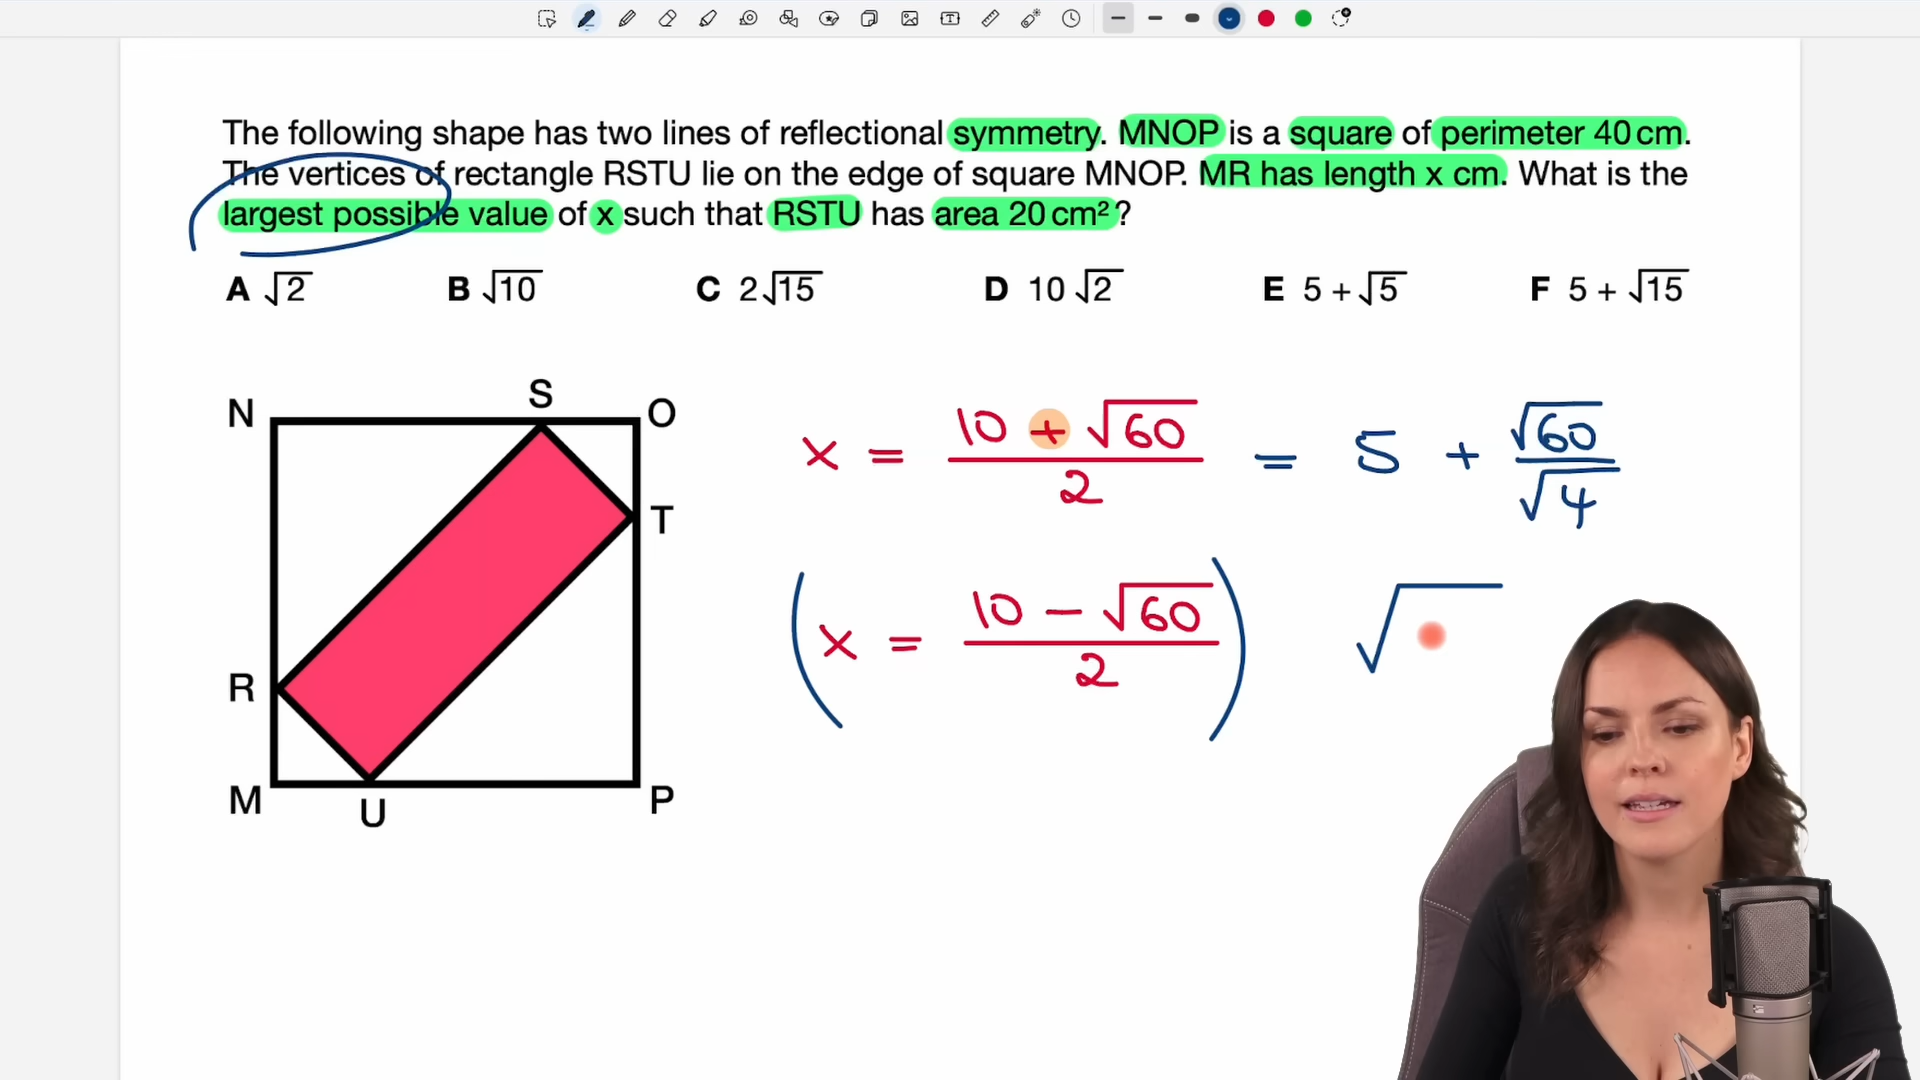 The following shape has two lines of reflectional symmetry. MNOP is a square of perimeter 40 cm.
The vertices of rectangle RSTU lie on the edge of square MNOP. MR has length x cm. What is the
largest possible value of x such that RSTU has area 20 cm²?
A √2 B √10 C 2√15 D 10 √2 E 5 + √5 F 5 + √15
N S O
T
R
M U P
x = (10 + √60)/2 = 5 + √60/√4
(x = (10 − √60)/2) √